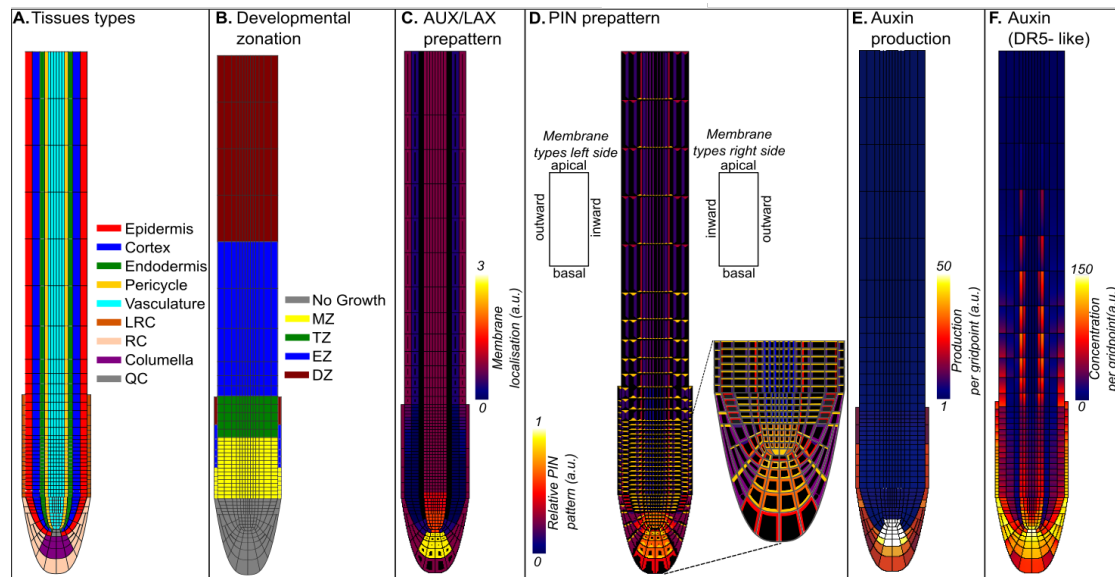 A. Tissues types
Epidermis
Cortex
Endodermis
Pericycle
Vasculature
LRC
RC
Columella
QC
B. Developmental
zonation
No Growth
MZ
TZ
EZ
DZ
C. AUX/LAX
prepattern
3
0
Membrane
localisation (a.u.)
D. PIN prepattern
Membrane
types left side
apical
outward
inward
basal
Membrane
types right side
apical
inward
outward
basal
1
0
Relative PIN
pattern (a.u.)
E. Auxin
production
50
1
Production
per gridpoint (a.u.)
F. Auxin
(DR5- like)
150
0
Concentration
per gridpoint(a.u.)